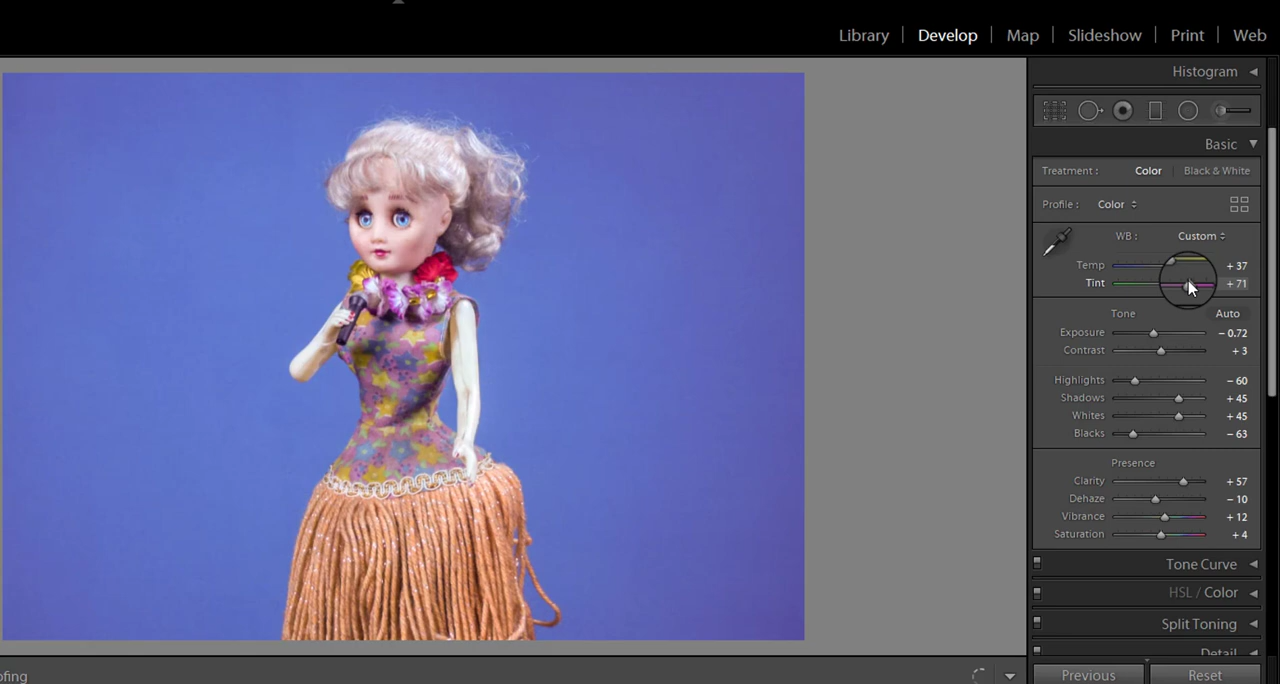 Library | Develop | Map | Slideshow | Print | Web
Histogram
Basic
Treatment : Color | Black & White
Profile : Color
WB : Custom
Temp + 37
Tint + 71
Tone Auto
Exposure − 0.72
Contrast + 3
Highlights − 60
Shadows + 45
Whites + 45
Blacks − 63
Presence
Clarity + 57
Dehaze − 10
Vibrance + 12
Saturation + 4
Tone Curve
HSL / Color
Split Toning
Detail
Previous Reset
ofing